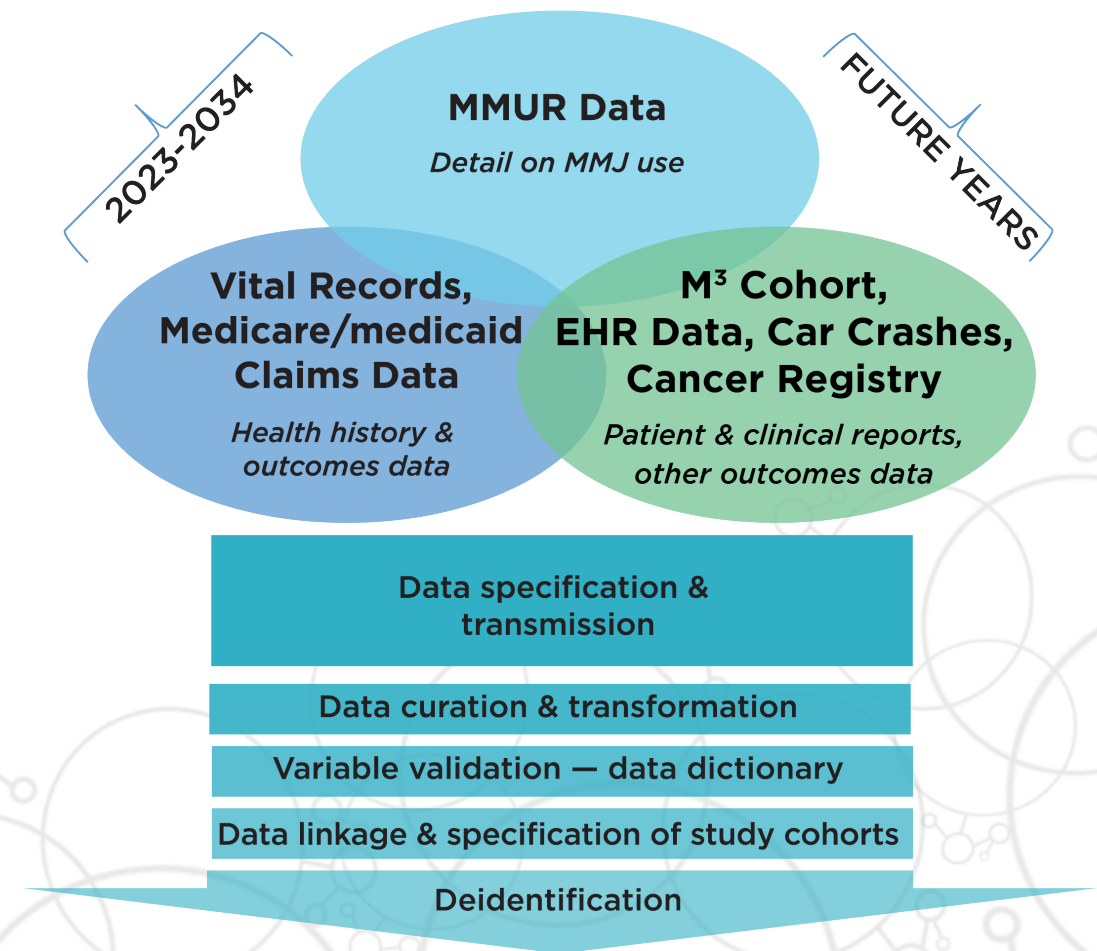 2023-2034
FUTURE YEARS
MMUR Data
Detail on MMJ use
Vital Records,
Medicare/medicaid
Claims Data
Health history &
outcomes data
M³ Cohort,
EHR Data, Car Crashes,
Cancer Registry
Patient & clinical reports,
other outcomes data
Data specification &
transmission
Data curation & transformation
Variable validation — data dictionary
Data linkage & specification of study cohorts
Deidentification